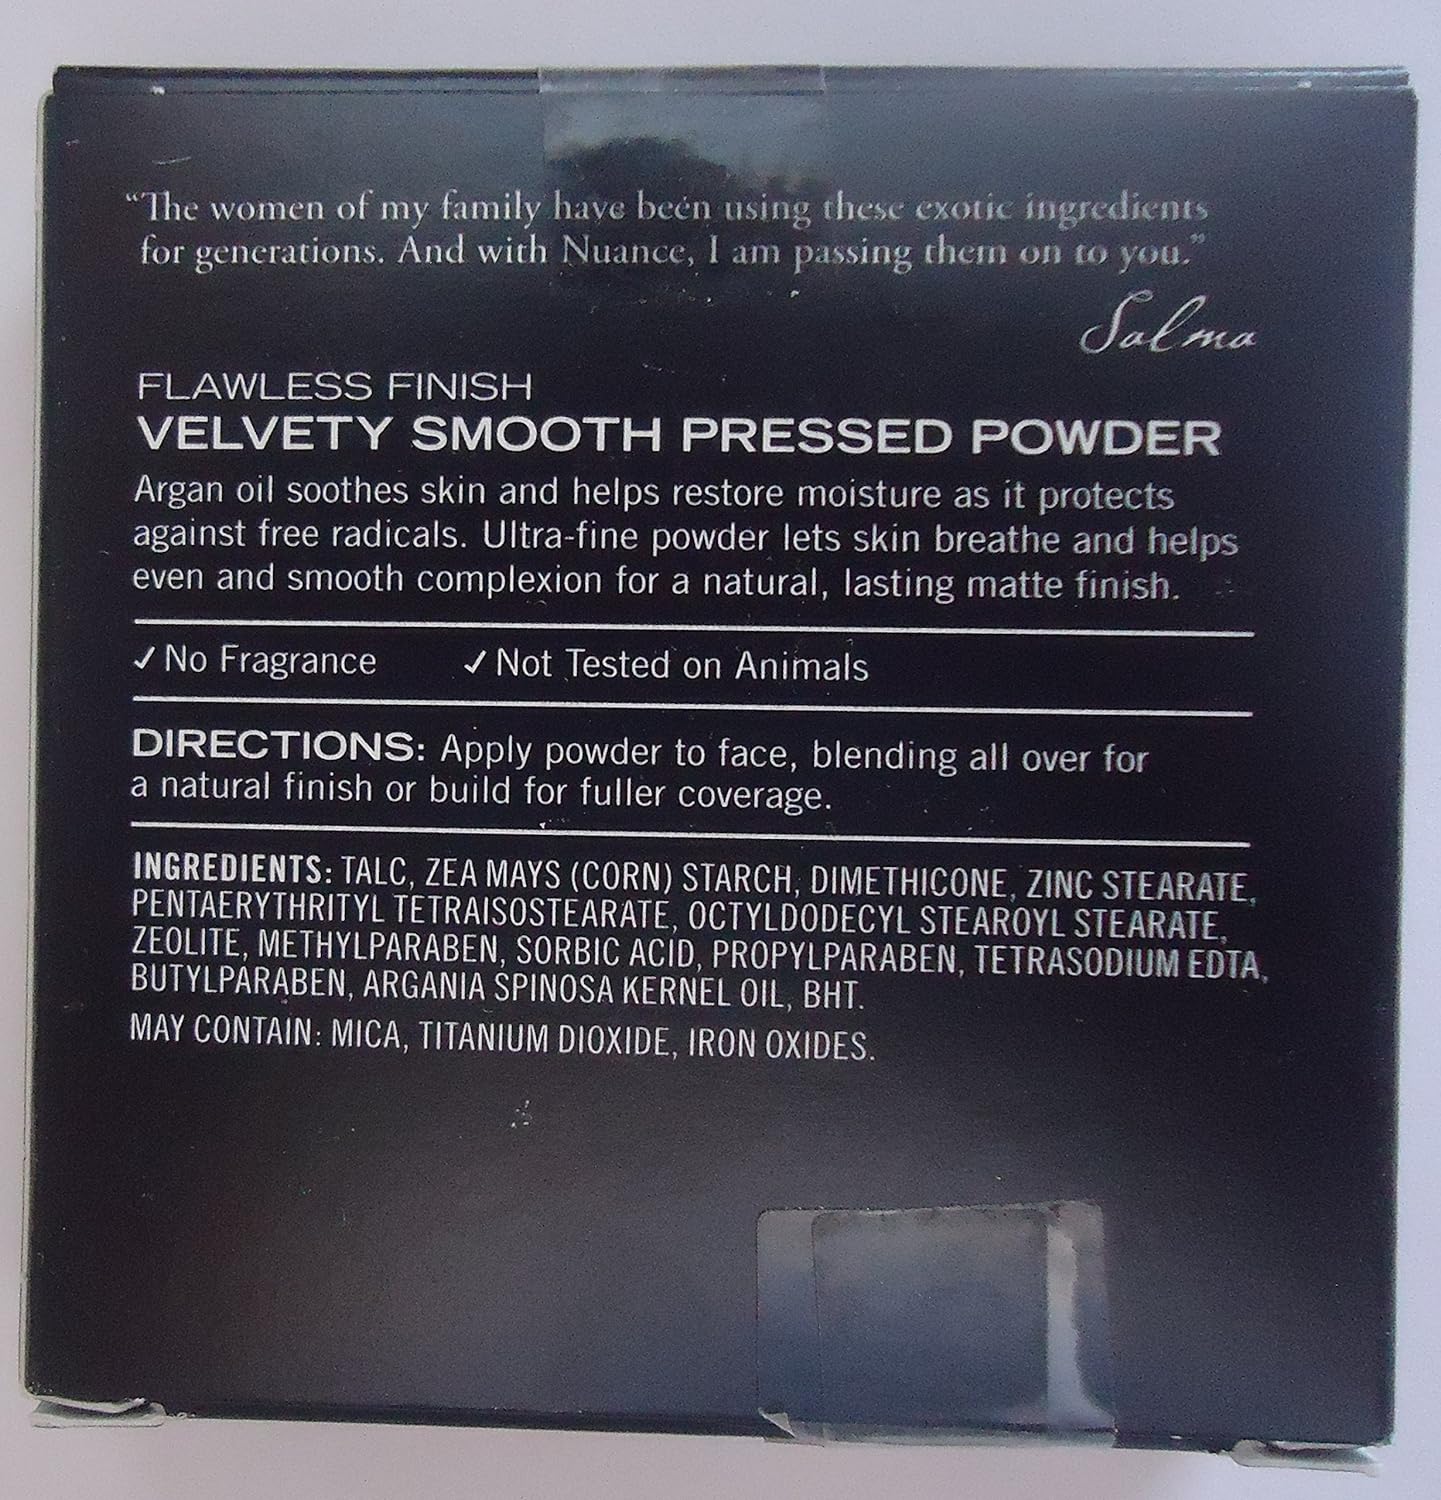 “The women of my family have been using these exotic ingredients
for generations. And with Nuance, I am passing them on to you.”
Salma
FLAWLESS FINISH
VELVETY SMOOTH PRESSED POWDER
Argan oil soothes skin and helps restore moisture as it protects
against free radicals. Ultra-fine powder lets skin breathe and helps
even and smooth complexion for a natural, lasting matte finish.
✓ No Fragrance ✓ Not Tested on Animals
DIRECTIONS: Apply powder to face, blending all over for
a natural finish or build for fuller coverage.
INGREDIENTS: TALC, ZEA MAYS (CORN) STARCH, DIMETHICONE, ZINC STEARATE,
PENTAERYTHRITYL TETRAISOSTEARATE, OCTYLDODECYL STEAROYL STEARATE,
ZEOLITE, METHYLPARABEN, SORBIC ACID, PROPYLPARABEN, TETRASODIUM EDTA,
BUTYLPARABEN, ARGANIA SPINOSA KERNEL OIL, BHT.
MAY CONTAIN: MICA, TITANIUM DIOXIDE, IRON OXIDES.